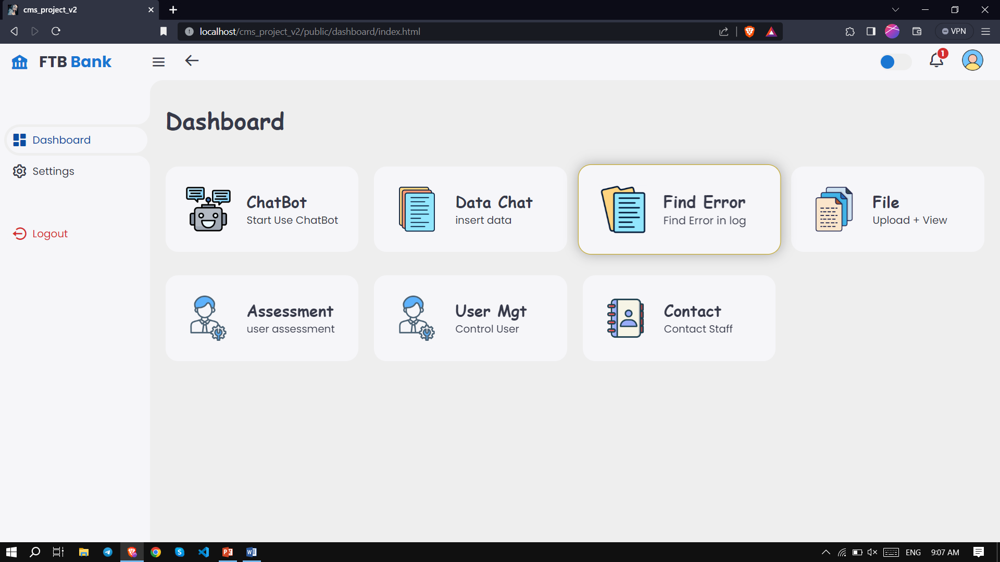 cms_project_v2
localhost/cms_project_v2/public/dashboard/index.html
VPN
FTB Bank
1
Dashboard
Settings
Logout
Dashboard
ChatBot
Start Use ChatBot
Data Chat
insert data
Find Error
Find Error in log
File
Upload + View
Assessment
user assessment
User Mgt
Control User
Contact
Contact Staff
ENG
9:07 AM